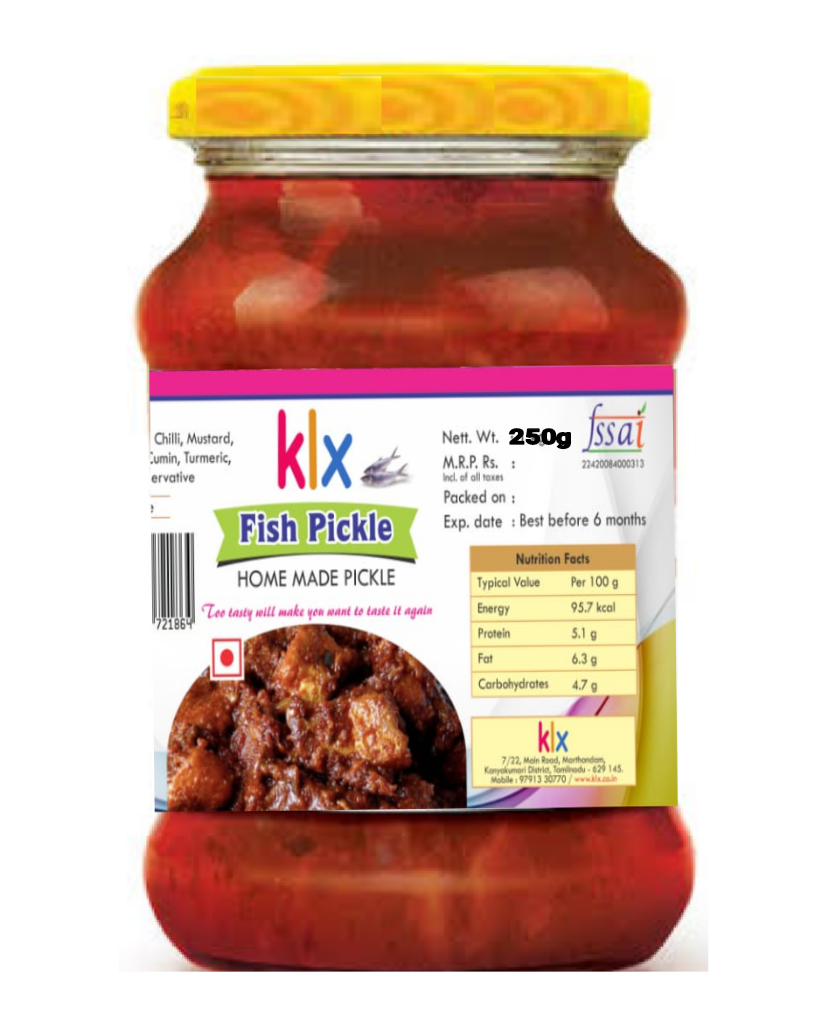 Chilli, Mustard,
Cumin, Turmeric,
ervative
e
721864
klx
Fish Pickle
HOME MADE PICKLE
Too tasty will make you want to taste it again
Nett. Wt. 250g
fssai
22420084000313
M.R.P. Rs. :
Incl. of all taxes
Packed on :
Exp. date : Best before 6 months
Nutrition Facts
Typical Value Per 100 g
Energy 95.7 kcal
Protein 5.1 g
Fat 6.3 g
Carbohydrates 4.7 g
klx
7/22, Main Road, Marthandam,
Kanyakumari District, Tamilnadu - 629 145.
Mobile : 97913 30770 / www.klx.co.in